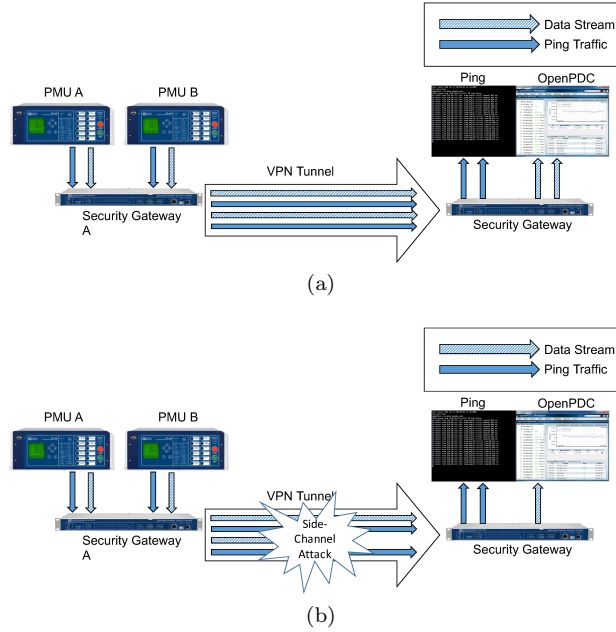 Data Stream
Ping Traffic
PMU A
PMU B
Ping
OpenPDC
VPN Tunnel
Security Gateway
A
Security Gateway
(a)
Data Stream
Ping Traffic
PMU A
PMU B
Ping
OpenPDC
VPN Tunnel
Side-
Channel
Attack
Security Gateway
A
Security Gateway
(b)